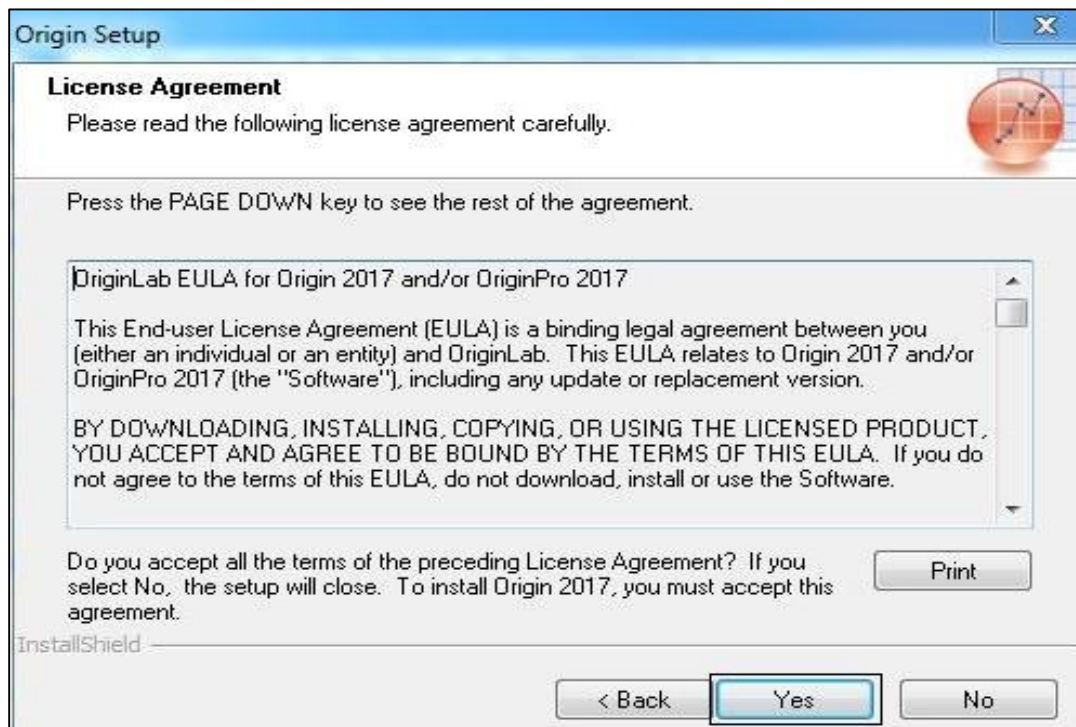 Origin Setup
License Agreement
Please read the following license agreement carefully.
Press the PAGE DOWN key to see the rest of the agreement.
OriginLab EULA for Origin 2017 and/or OriginPro 2017
This End-user License Agreement (EULA) is a binding legal agreement between you
(either an individual or an entity) and OriginLab.  This EULA relates to Origin 2017 and/or
OriginPro 2017 (the "Software"), including any update or replacement version.
BY DOWNLOADING, INSTALLING, COPYING, OR USING THE LICENSED PRODUCT,
YOU ACCEPT AND AGREE TO BE BOUND BY THE TERMS OF THIS EULA.  If you do
not agree to the terms of this EULA, do not download, install or use the Software.
Do you accept all the terms of the preceding License Agreement?  If you
select No,  the setup will close.  To install Origin 2017, you must accept this
agreement.
Print
InstallShield
< Back
Yes
No